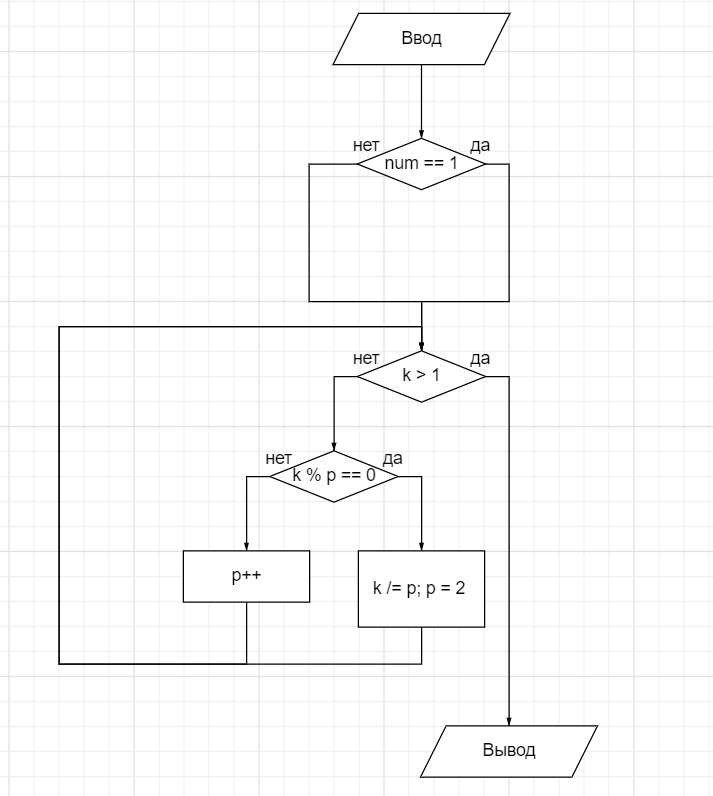 Ввод
нет
да
num == 1
нет
да
k > 1
нет
да
k % p == 0
p++
k /= p; p = 2
Вывод